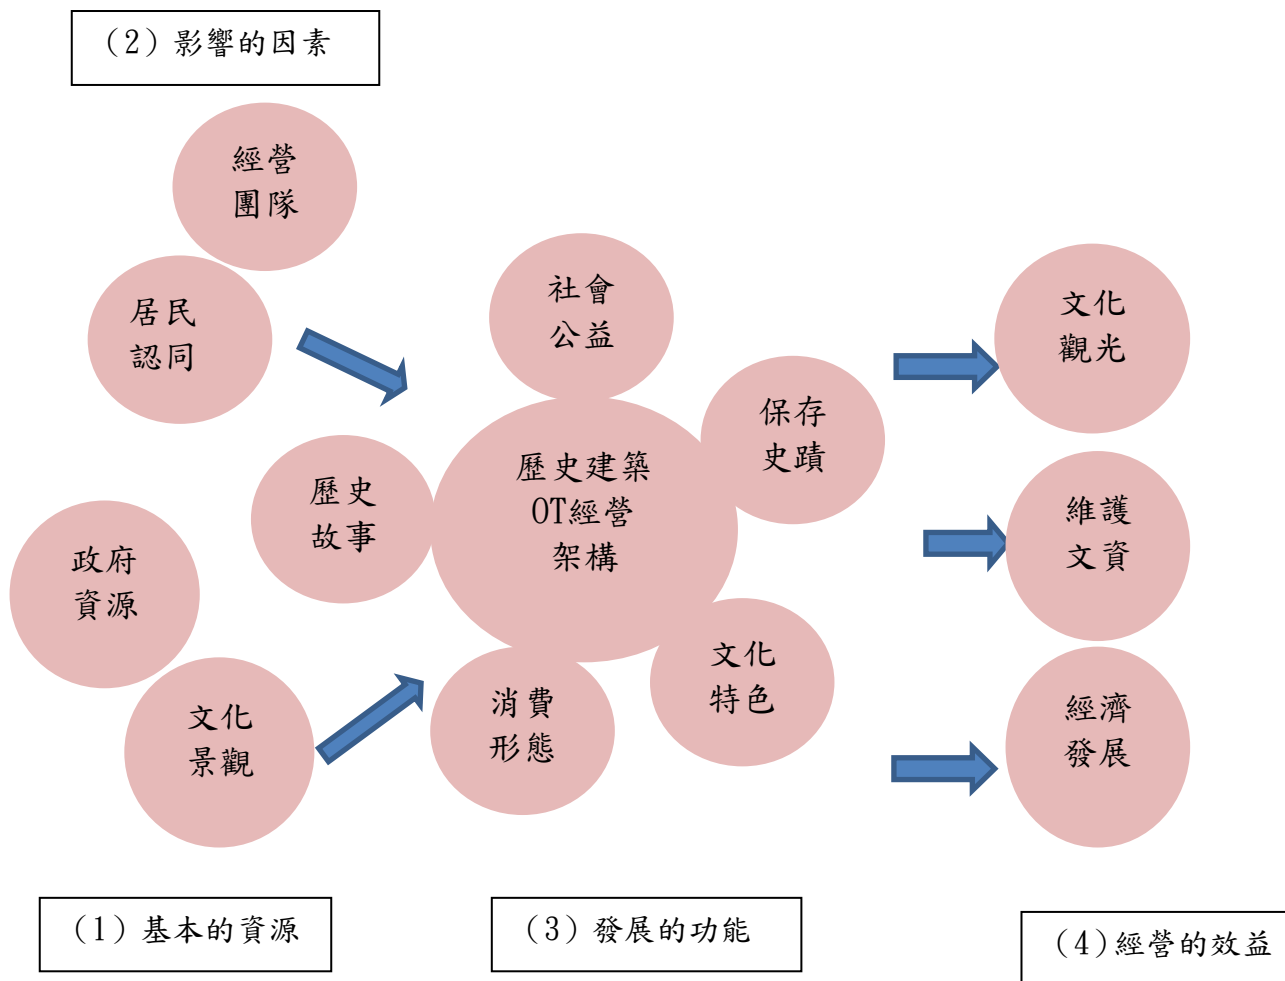 （2）影響的因素
經營
團隊
居民
認同
社會
公益
文化
觀光
保存
史蹟
歷史建築
OT經營
架構
歷史
故事
維護
文資
政府
資源
文化
特色
文化
景觀
消費
形態
經濟
發展
（1）基本的資源
（3）發展的功能
（4）經營的效益